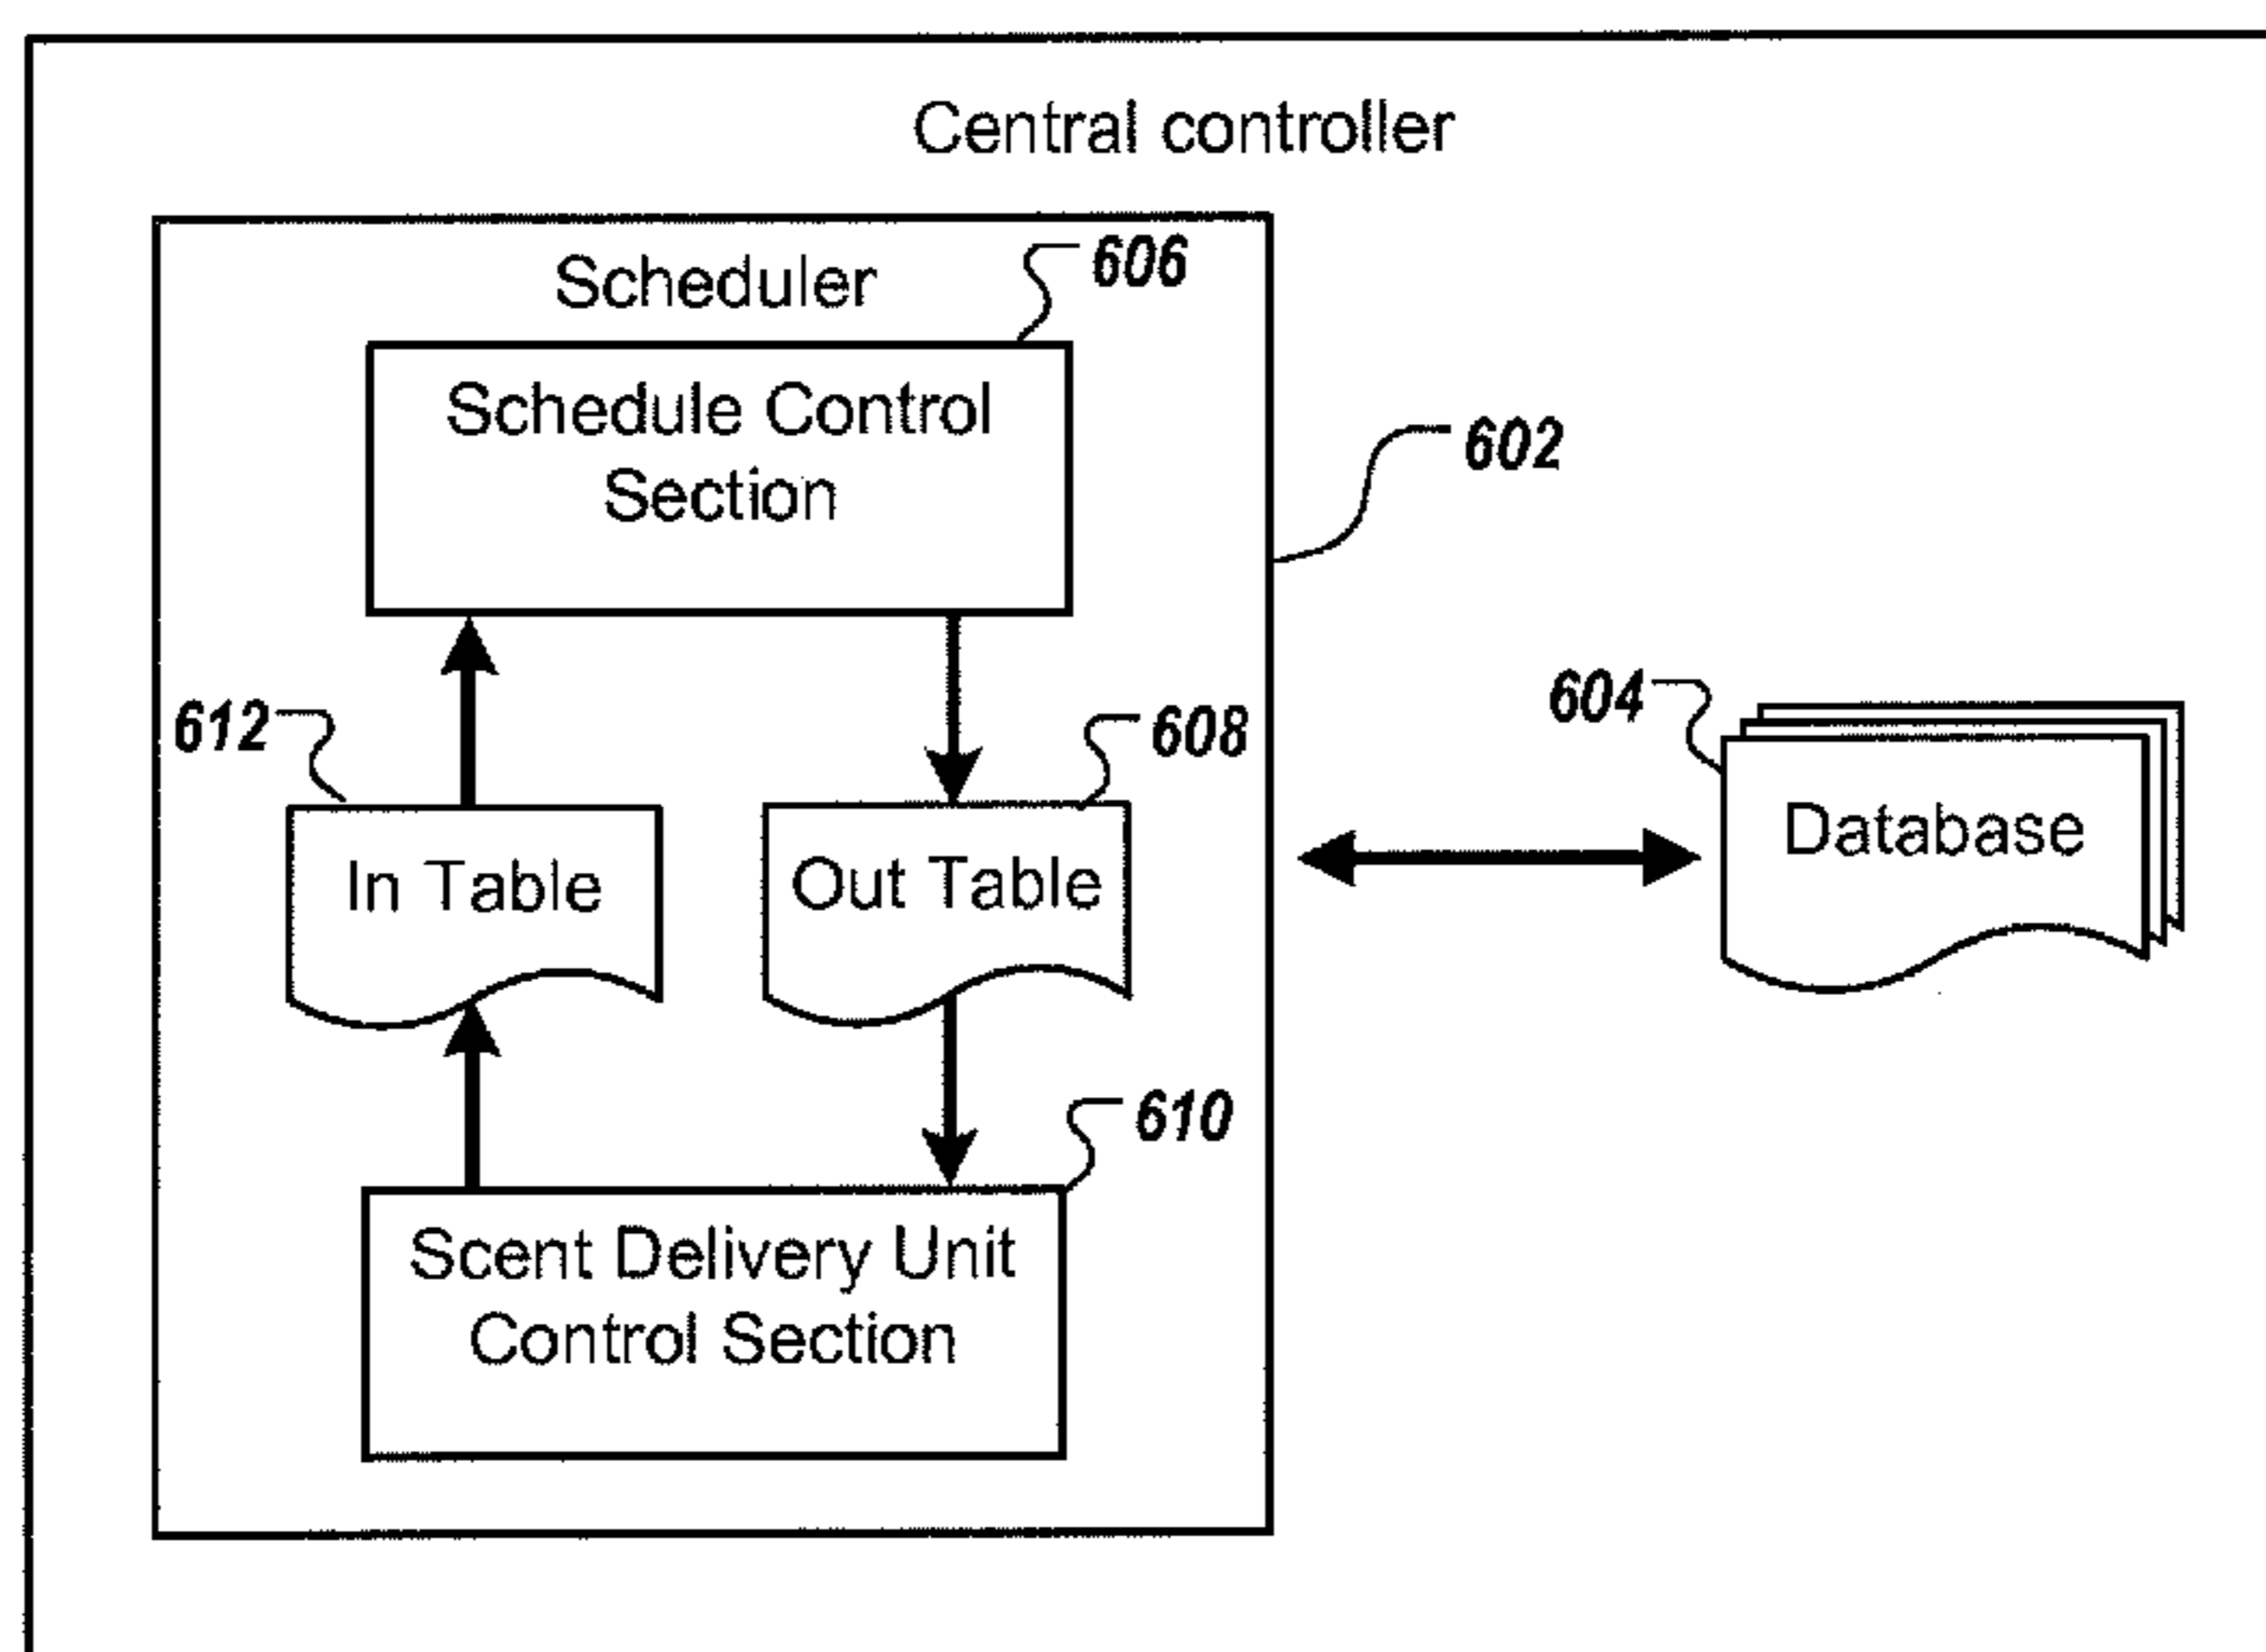 Central controller
Scheduler
606
Schedule Control
Section
602
612
608
604
In Table
Out Table
Database
610
Scent Delivery Unit
Control Section